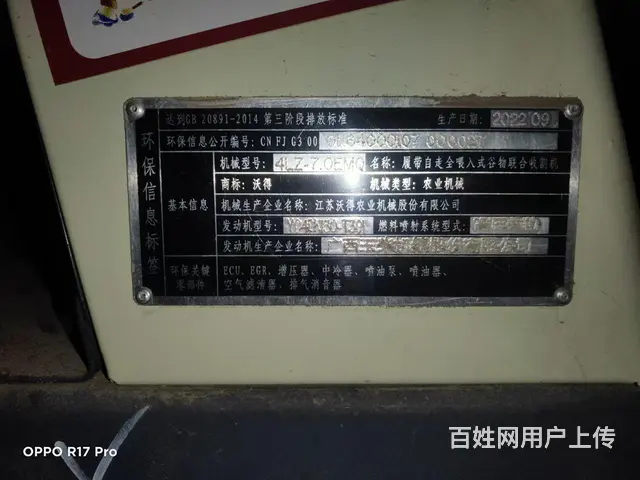 达到GB 20891-2014 第三阶段排放标准 生产日期: 2022/09
环保信息标签
环保信息公开编号: CN FJ G3 00
基本信息
机械型号: 4LZ-7.0EMQ 名称: 履带自走全喂入式谷物联合收割机
商标: 沃得 机械类型: 农业机械
机械生产企业名称: 江苏沃得农业机械股份有限公司
发动机型号: 燃料喷射系统型式:
发动机生产企业名称:
环保关键零部件
ECU、EGR、增压器、中冷器、喷油泵、喷油器、
空气滤清器、排气消音器
OPPO R17 Pro
百姓网用户上传